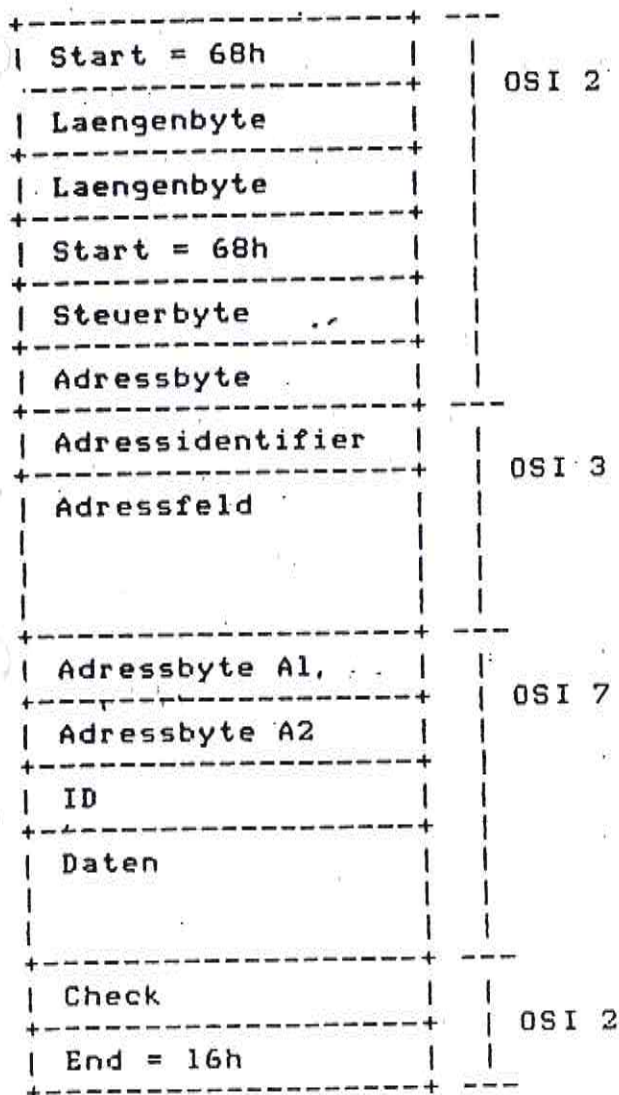 Start = 68h
OSI 2
Laengenbyte
Laengenbyte
Start = 68h
Steuerbyte
Adressbyte
Adressidentifier
OSI 3
Adressfeld
Adressbyte A1,
OSI 7
Adressbyte A2
ID
Daten
Check
OSI 2
End = 16h